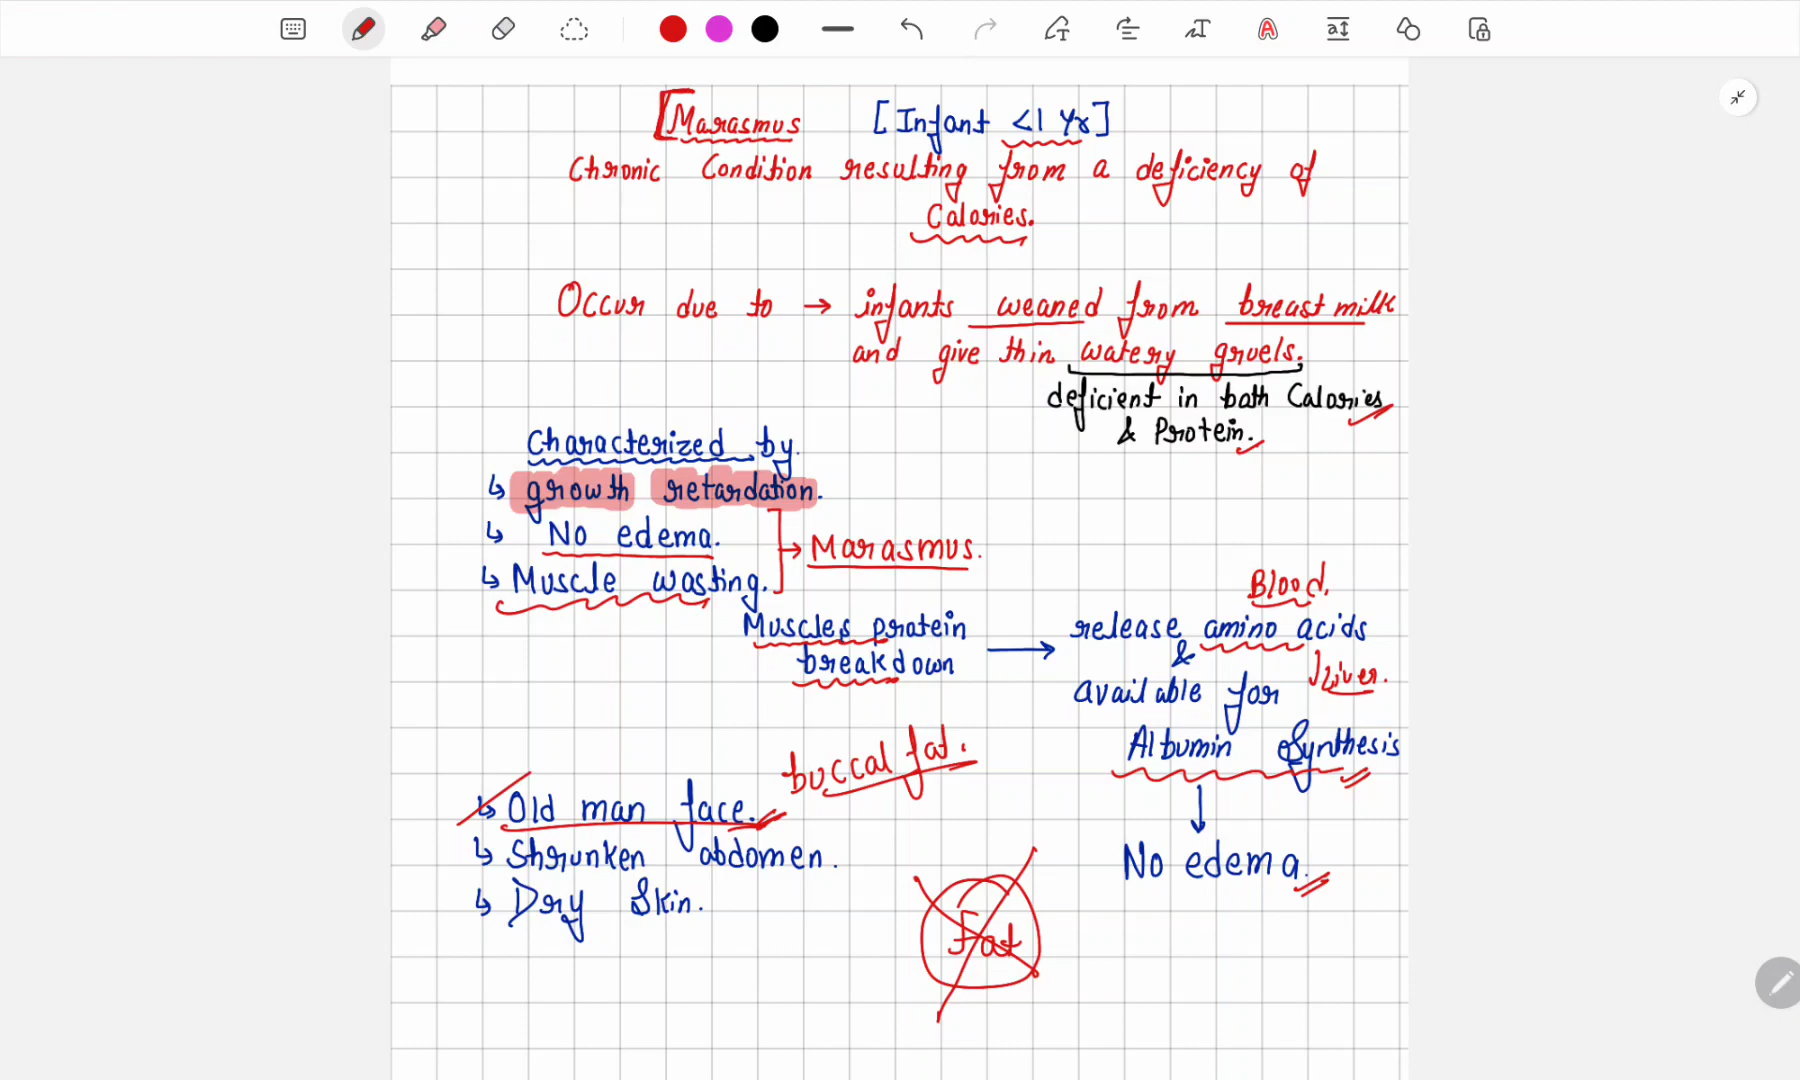 Marasmus [Infant <1 Yr]
Chronic Condition resulting from a deficiency of
Calories.
Occur due to → infants weaned from breast milk
and give thin watery gruels.
deficient in both Calories
& Protein.
Characterized by
↳ growth retardation.
↳ No edema.
→ Marasmus.
↳ Muscle wasting.
Blood.
Muscles protein
breakdown
→ release amino acids
&
Liver.
available for
Albumin Synthesis
↓
No edema.
buccal fat.
↳ Old man face.
↳ Shrunken abdomen.
↳ Dry Skin.
Fat